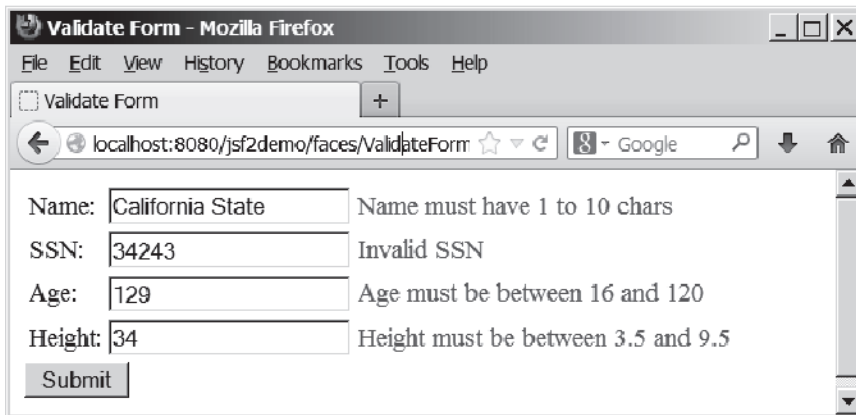 Validate Form - Mozilla Firefox
File Edit View History Bookmarks Tools Help
Validate Form +
localhost:8080/jsf2demo/faces/ValidateForm 8 Google
Name: California State Name must have 1 to 10 chars
SSN: 34243 Invalid SSN
Age: 129 Age must be between 16 and 120
Height: 34 Height must be between 3.5 and 9.5
Submit